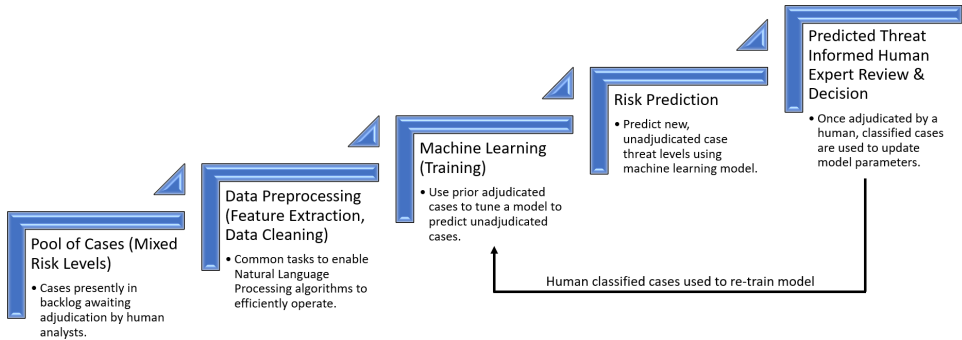 Pool of Cases (Mixed
Risk Levels)
• Cases presently in
backlog awaiting
adjudication by human
analysts.
Data Preprocessing
(Feature Extraction,
Data Cleaning)
• Common tasks to enable
Natural Language
Processing algorithms to
efficiently operate.
Machine Learning
(Training)
• Use prior adjudicated
cases to tune a model to
predict unadjudicated
cases.
Risk Prediction
• Predict new,
unadjudicated case
threat levels using
machine learning model.
Predicted Threat
Informed Human
Expert Review &
Decision
• Once adjudicated by a
human, classified cases
are used to update
model parameters.
Human classified cases used to re-train model